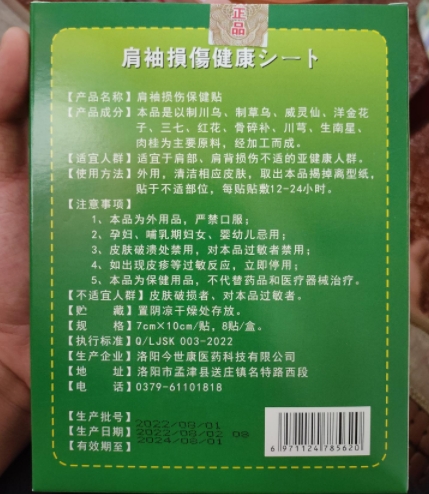 正品
肩袖損傷健康シート
【产品名称】肩袖损伤保健贴
【产品成分】本品是以制川乌、制草乌、威灵仙、洋金花
子、三七、红花、骨碎补、川芎、生南星、
肉桂为主要原料，经加工而成。
【适宜人群】适宜于肩部、肩背损伤不适的亚健康人群。
【使用方法】外用，清洁相应皮肤，取出本品揭掉离型纸，
贴于不适部位，每贴贴敷12-24小时。
【注意事项】
1、本品为外用品，严禁口服；
2、孕妇、哺乳期妇女、婴幼儿忌用；
3、皮肤破溃处禁用，对本品过敏者禁用；
4、如出现皮疹等过敏反应，立即停用；
5、本品为保健用品，不代替药品和医疗器械治疗。
【不适宜人群】皮肤破损者、对本品过敏者。
【贮 藏】置阴凉干燥处存放。
【规 格】7cm×10cm/贴，8贴/盒。
【执行标准】Q/LJSK 003-2022
【生产企业】洛阳今世康医药科技有限公司
【地 址】洛阳市孟津县送庄镇名特路西段
【电 话】0379-61101818
【生产批号】2022/08/01
【生产日期】2022/08/02 08
【有效期至】2024/08/01
6971124785620